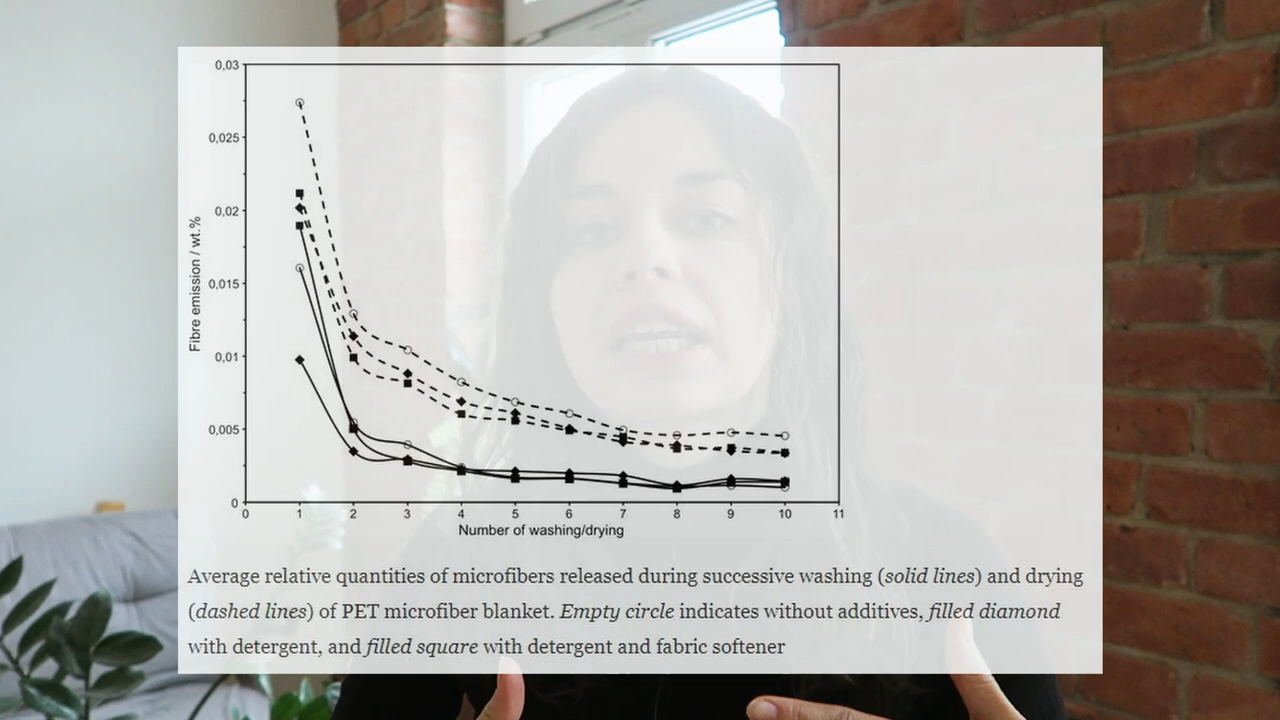 0,03
0,025
0,02
0,015
0,01
0,005
0
Fibre emission / wt.%
0 1 2 3 4 5 6 7 8 9 10 11
Number of washing/drying
Average relative quantities of microfibers released during successive washing (solid lines) and drying
(dashed lines) of PET microfiber blanket. Empty circle indicates without additives, filled diamond
with detergent, and filled square with detergent and fabric softener